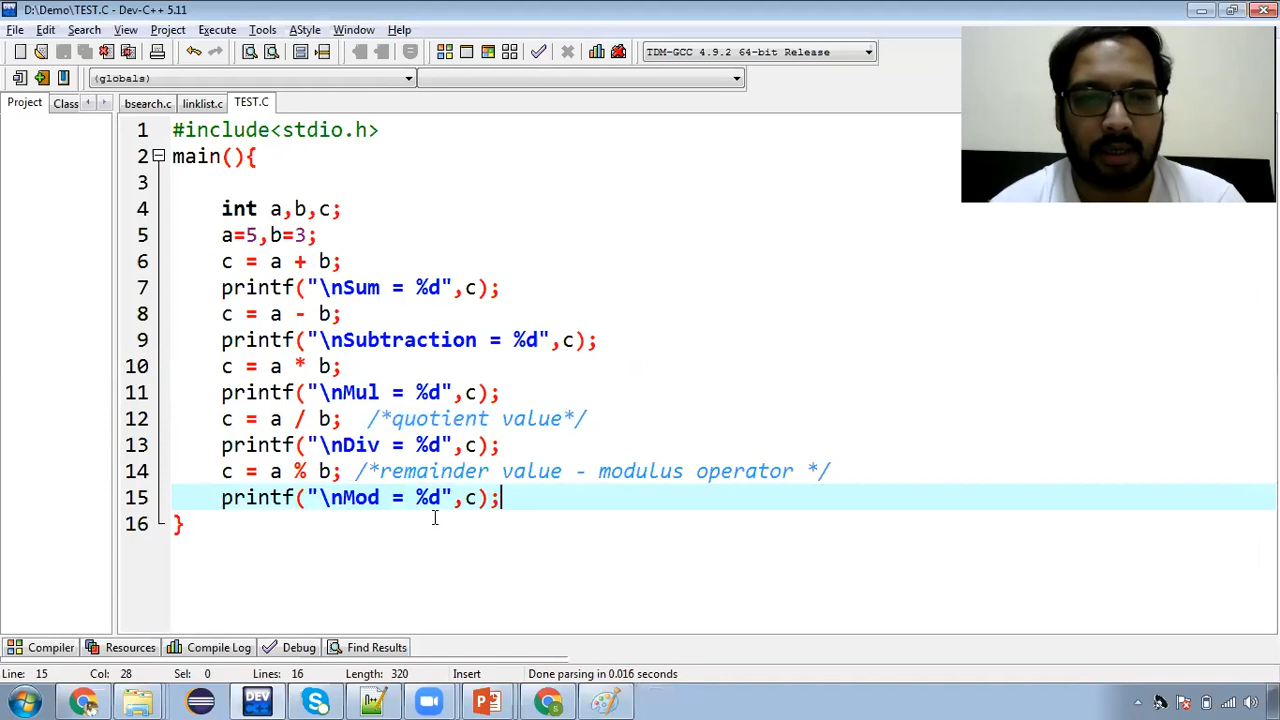 D:\Demo\TEST.C - Dev-C++ 5.11
File Edit Search View Project Execute Tools AStyle Window Help
TDM-GCC 4.9.2 64-bit Release
(globals)
Project Class bsearch.c linklist.c TEST.C
1 #include<stdio.h>
2 main(){
3
4 int a,b,c;
5 a=5,b=3;
6 c = a + b;
7 printf("\nSum = %d",c);
8 c = a - b;
9 printf("\nSubtraction = %d",c);
10 c = a * b;
11 printf("\nMul = %d",c);
12 c = a / b; /*quotient value*/
13 printf("\nDiv = %d",c);
14 c = a % b; /*remainder value - modulus operator */
15 printf("\nMod = %d",c);
16 }
Compiler Resources Compile Log Debug Find Results
Line: 15 Col: 28 Sel: 0 Lines: 16 Length: 320 Insert Done parsing in 0.016 seconds
DEV